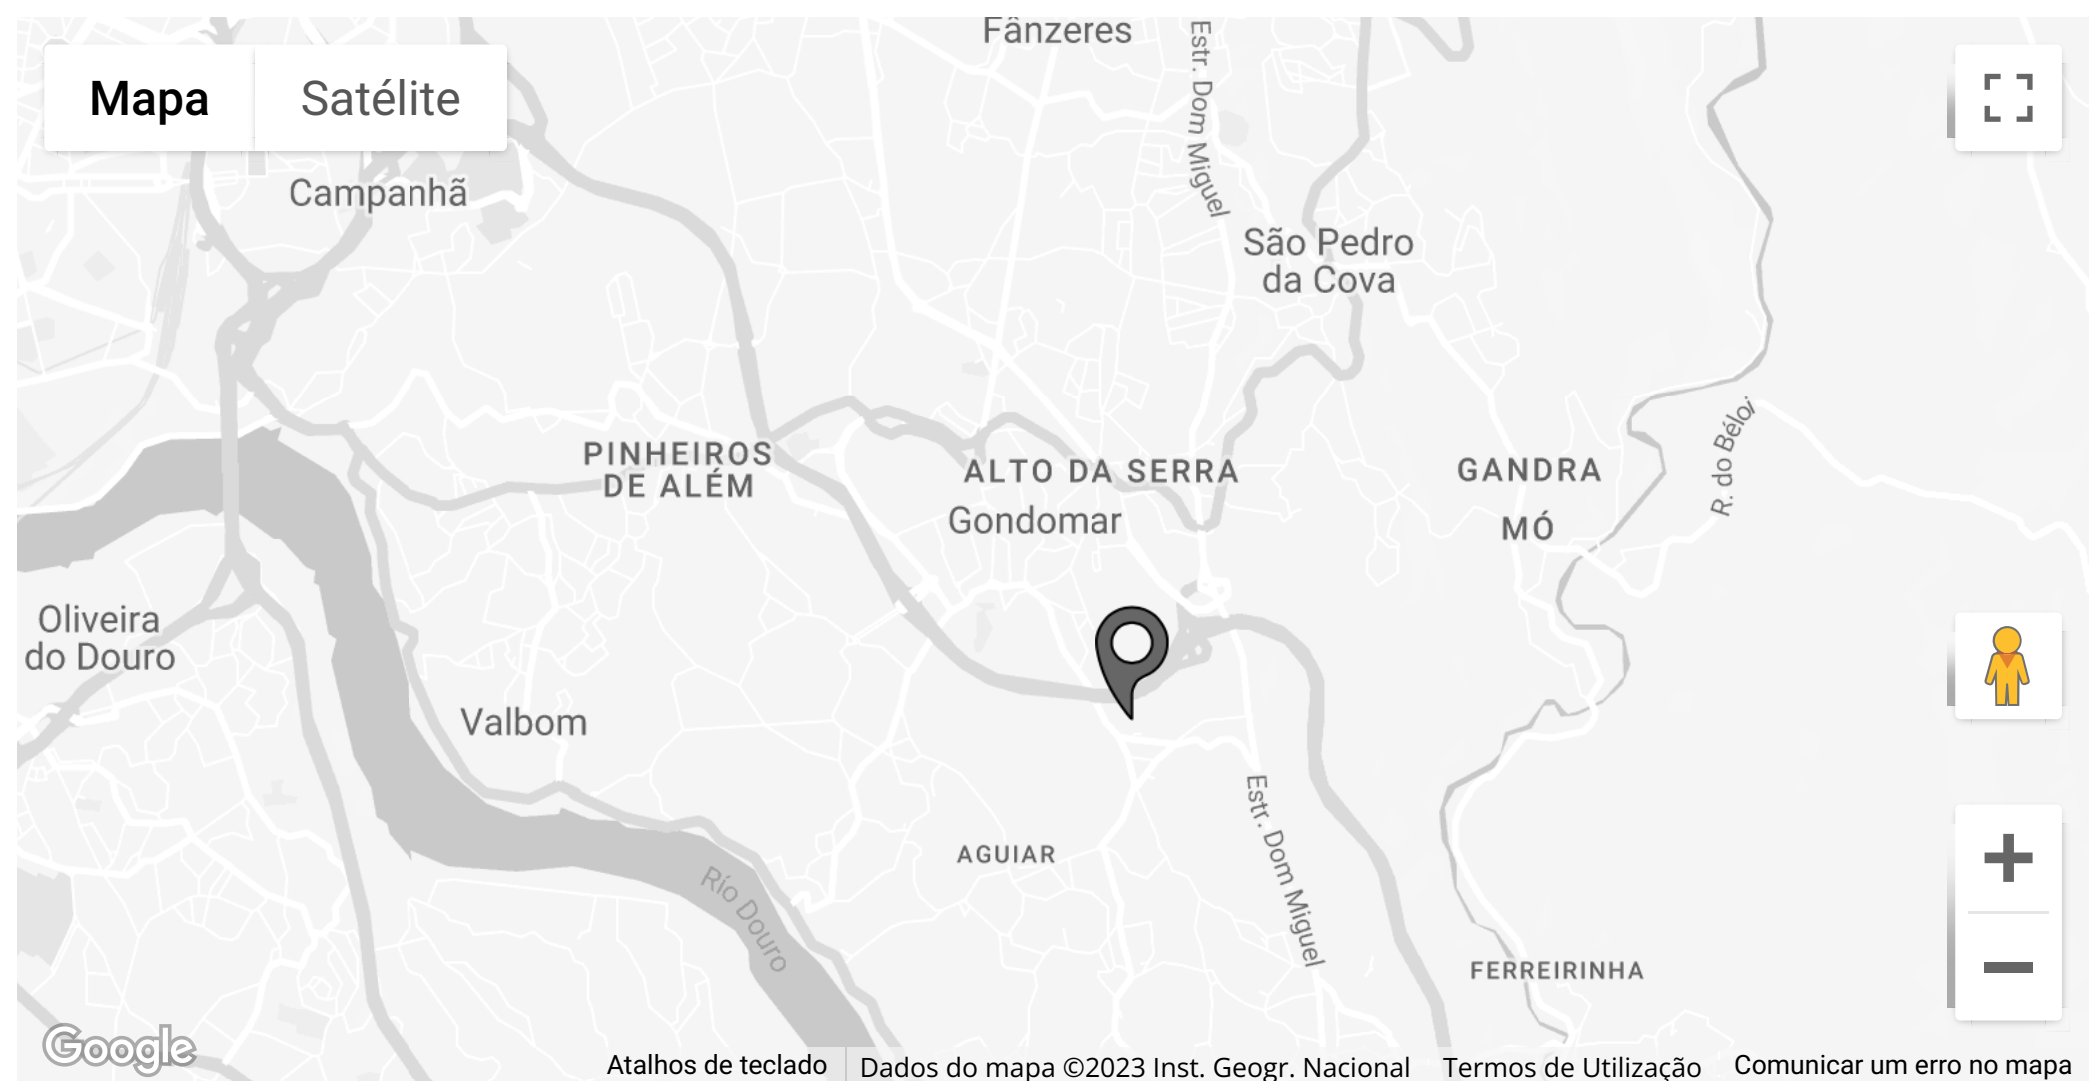 Fânzeres
Estr. Dom Miguel
Mapa
Satélite
Campanhã
São Pedro
da Cova
R. do Béloi
PINHEIROS
DE ALÉM
ALTO DA SERRA
GANDRA
Gondomar
MÓ
Oliveira
do Douro
Valbom
Estr. Dom Miguel
AGUIAR
Río Douro
FERREIRINHA
Google
Atalhos de teclado
Dados do mapa ©2023 Inst. Geogr. Nacional
Termos de Utilização
Comunicar um erro no mapa